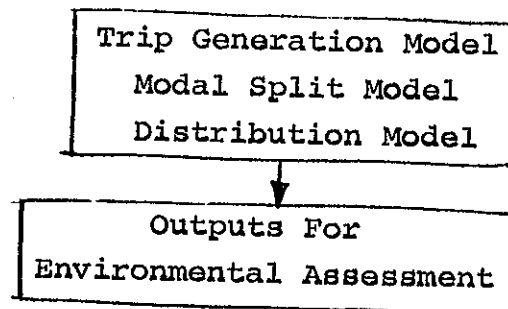 Trip Generation Model
Modal Split Model
Distribution Model
Outputs For
Environmental Assessment